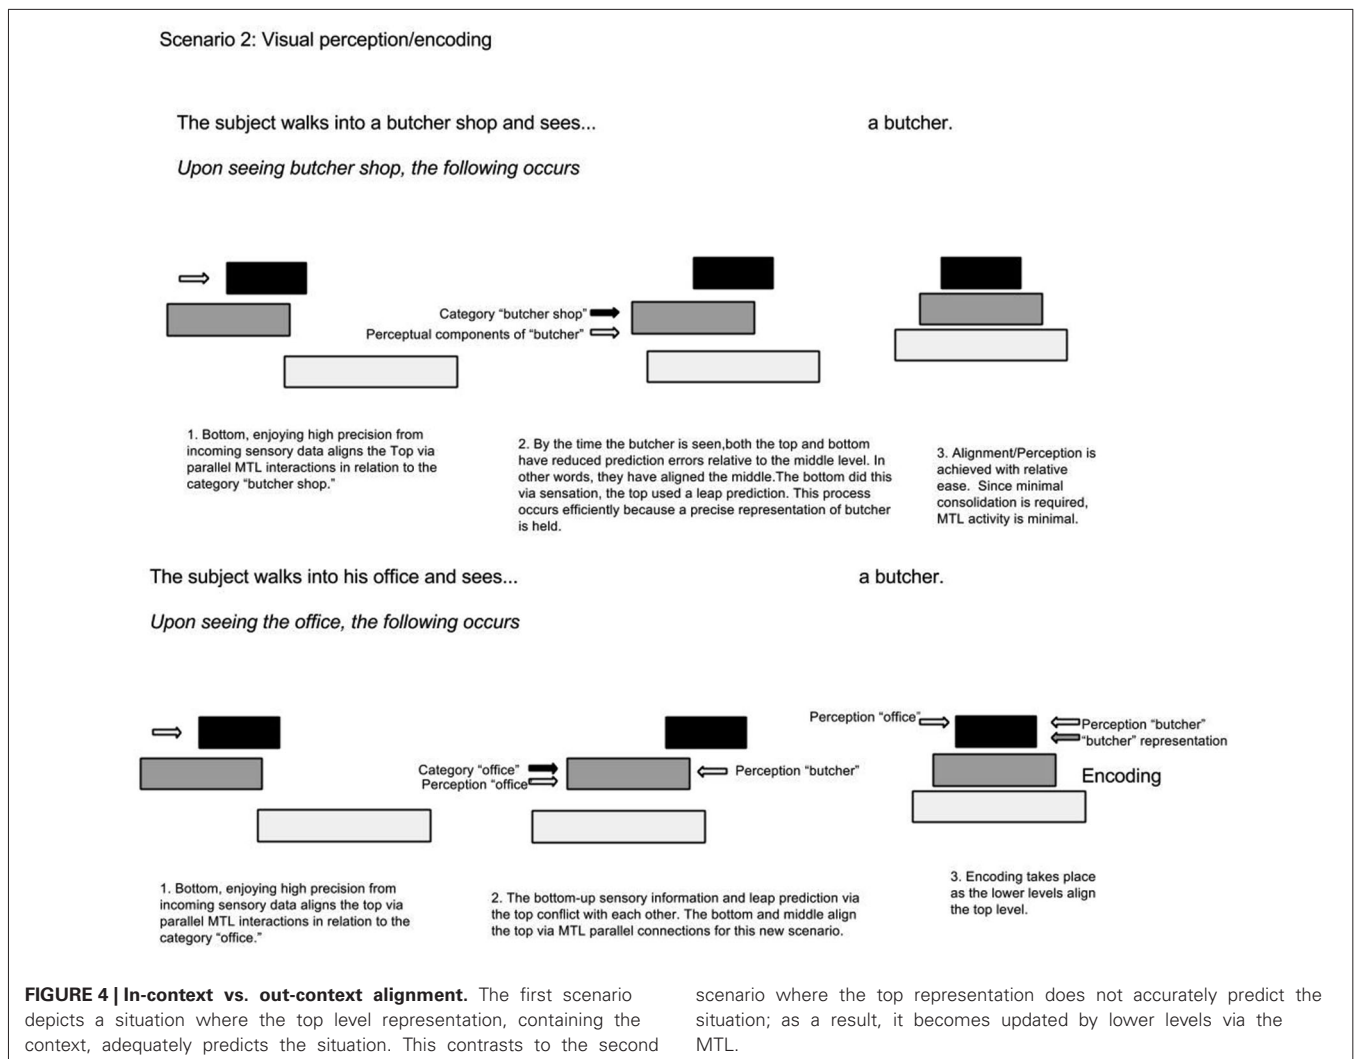 Scenario 2: Visual perception/encoding
The subject walks into a butcher shop and sees... a butcher.
Upon seeing butcher shop, the following occurs
Category “butcher shop”
Perceptual components of “butcher”
1. Bottom, enjoying high precision from
incoming sensory data aligns the Top via
parallel MTL interactions in relation to the
category “butcher shop.”
2. By the time the butcher is seen,both the top and bottom
have reduced prediction errors relative to the middle level. In
other words, they have aligned the middle.The bottom did this
via sensation, the top used a leap prediction. This process
occurs efficiently because a precise representation of butcher
is held.
3. Alignment/Perception is
achieved with relative
ease. Since minimal
consolidation is required,
MTL activity is minimal.
The subject walks into his office and sees... a butcher.
Upon seeing the office, the following occurs
Category “office”
Perception “office
Perception “butcher”
Perception “office”
Perception “butcher”
“butcher” representation
Encoding
1. Bottom, enjoying high precision from
incoming sensory data aligns the top via
parallel MTL interactions in relation to the
category “office.”
2. The bottom-up sensory information and leap prediction via
the top conflict with each other. The bottom and middle align
the top via MTL parallel connections for this new scenario.
3. Encoding takes place
as the lower levels align
the top level.
FIGURE 4 | In-context vs. out-context alignment. The first scenario
depicts a situation where the top level representation, containing the
context, adequately predicts the situation. This contrasts to the second
scenario where the top representation does not accurately predict the
situation; as a result, it becomes updated by lower levels via the
MTL.